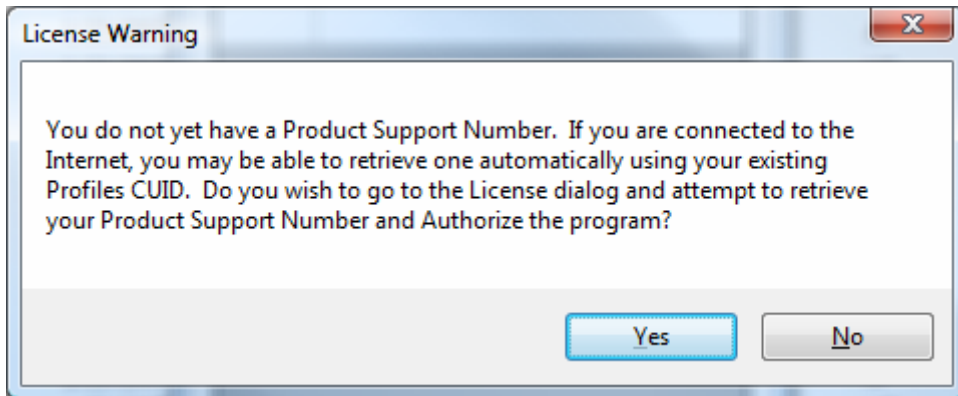 License Warning
You do not yet have a Product Support Number.  If you are connected to the
Internet, you may be able to retrieve one automatically using your existing
Profiles CUID.  Do you wish to go to the License dialog and attempt to retrieve
your Product Support Number and Authorize the program?
Yes
No